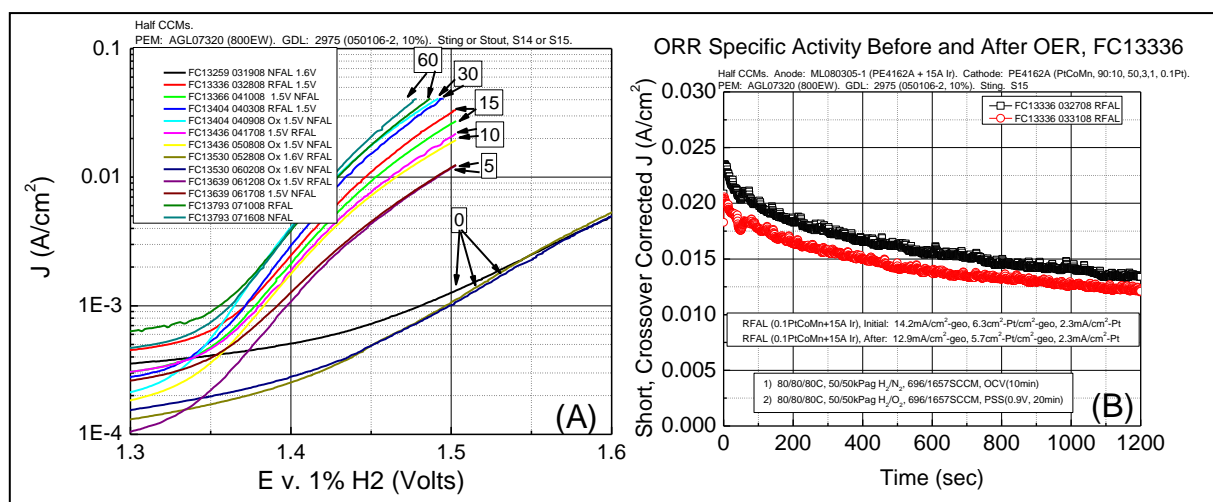 Half CCMs.
PEM: AGL07320 (800EW). GDL: 2975 (050106-2, 10%). Sting or Stout, S14 or S15.
0.1
0.01
1E-3
1E-4
J (A/cm²)
FC13259 031908 NFAL 1.6V
FC13336 032808 RFAL 1.5V
FC13366 041008 1.5V NFAL
FC13404 040308 RFAL 1.5V
FC13404 040908 Ox 1.5V NFAL
FC13436 041708 1.5V RFAL
FC13436 050808 Ox 1.5V NFAL
FC13530 052808 Ox 1.6V RFAL
FC13530 060208 Ox 1.6V NFAL
FC13639 061208 Ox 1.5V RFAL
FC13639 061708 1.5V NFAL
FC13793 071008 RFAL
FC13793 071608 NFAL
60
30
15
10
5
0
(A)
1.3 1.4 1.5 1.6
E v. 1% H2 (Volts)
ORR Specific Activity Before and After OER, FC13336
Half CCMs. Anode: ML080305-1 (PE4162A + 15A Ir). Cathode: PE4162A (PtCoMn, 90:10, 50,3,1, 0.1Pt).
PEM: AGL07320 (800EW). GDL: 2975 (050106-2, 10%). Sting. S15
0.030
0.025
0.020
0.015
0.010
0.005
0.000
Short, Crossover Corrected J (A/cm²)
FC13336 032708 RFAL
FC13336 033108 RFAL
RFAL (0.1PtCoMn+15A Ir), Initial: 14.2mA/cm²-geo, 6.3cm²-Pt/cm²-geo, 2.3mA/cm²-Pt
RFAL (0.1PtCoMn+15A Ir), After: 12.9mA/cm²-geo, 5.7cm²-Pt/cm²-geo, 2.3mA/cm²-Pt
1) 80/80/80C, 50/50kPag H₂/N₂, 696/1657SCCM, OCV(10min)
2) 80/80/80C, 50/50kPag H₂/O₂, 696/1657SCCM, PSS(0.9V, 20min)
(B)
0 200 400 600 800 1000 1200
Time (sec)